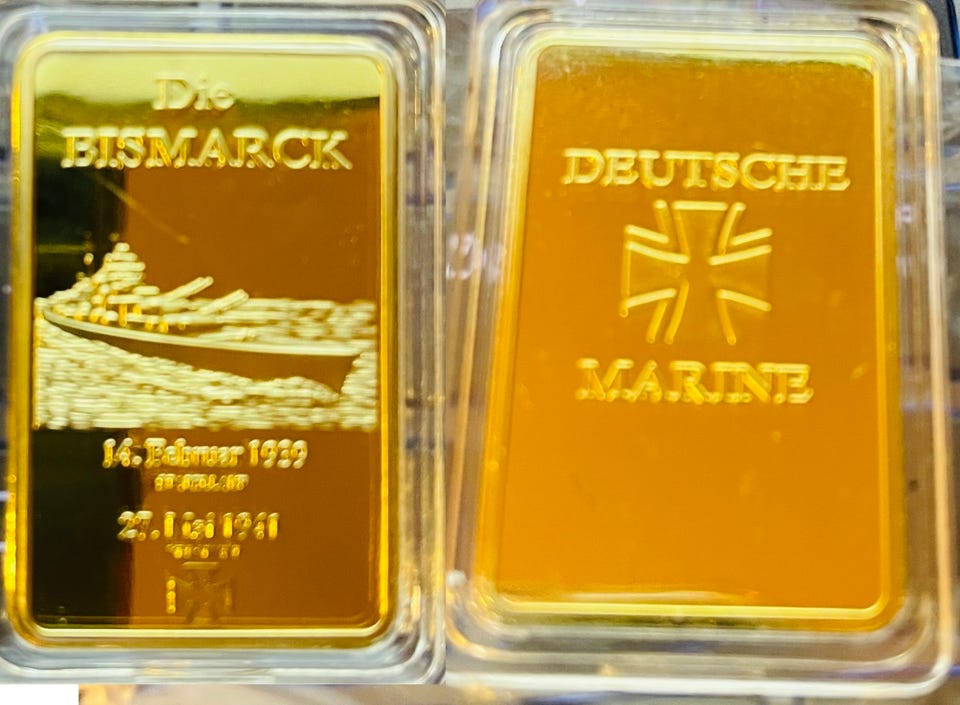 Die
BISMARCK
14. Februar 1939
27. Mai 1941
DEUTSCHE
MARINE